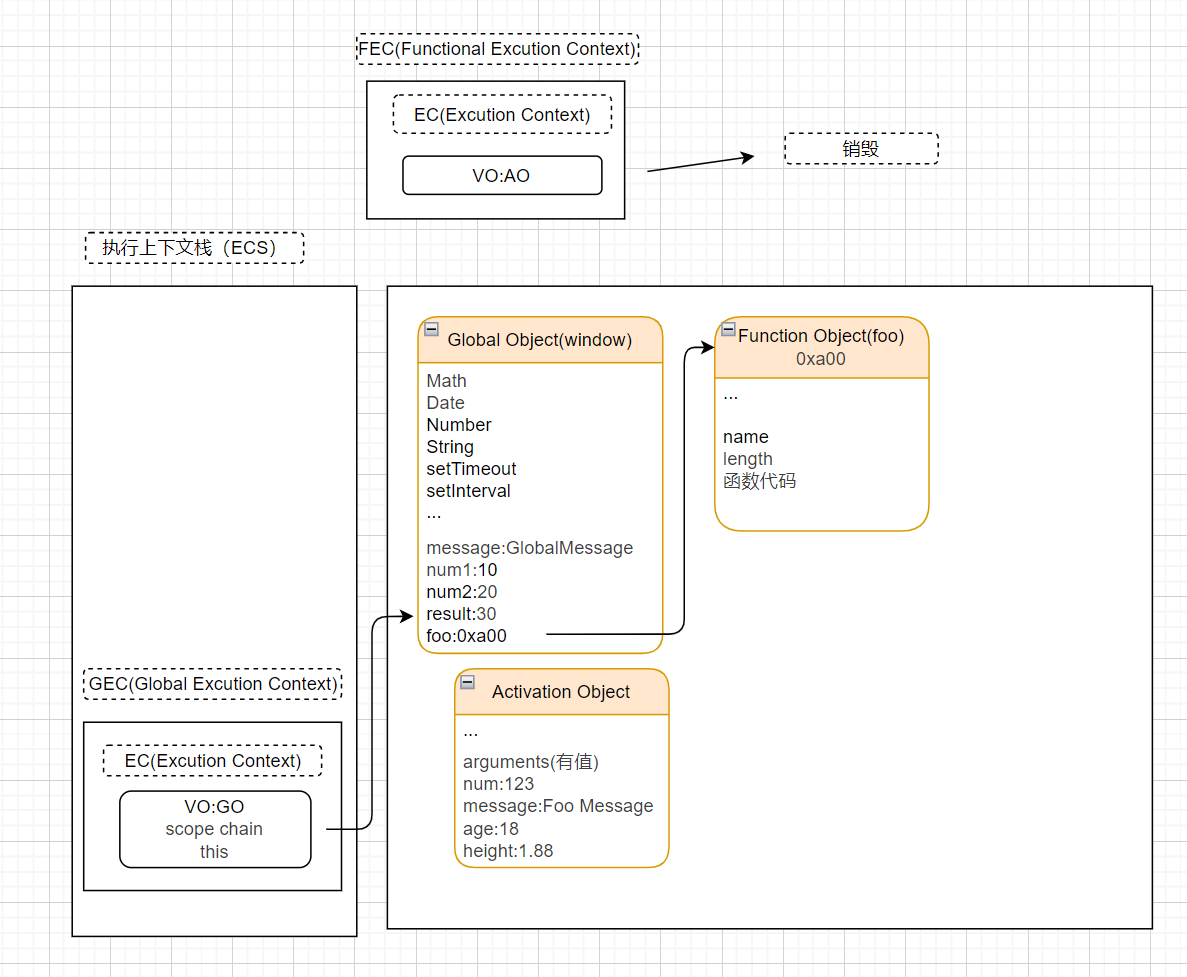 FEC(Functional Excution Context)
EC(Excution Context)
VO:AO
销毁
执行上下文栈（ECS）
Global Object(window)
Math
Date
Number
String
setTimeout
setInterval
...
message:GlobalMessage
num1:10
num2:20
result:30
foo:0xa00
Function Object(foo)
0xa00
...
name
length
函数代码
GEC(Global Excution Context)
EC(Excution Context)
VO:GO
scope chain
this
Activation Object
...
arguments(有值)
num:123
message:Foo Message
age:18
height:1.88